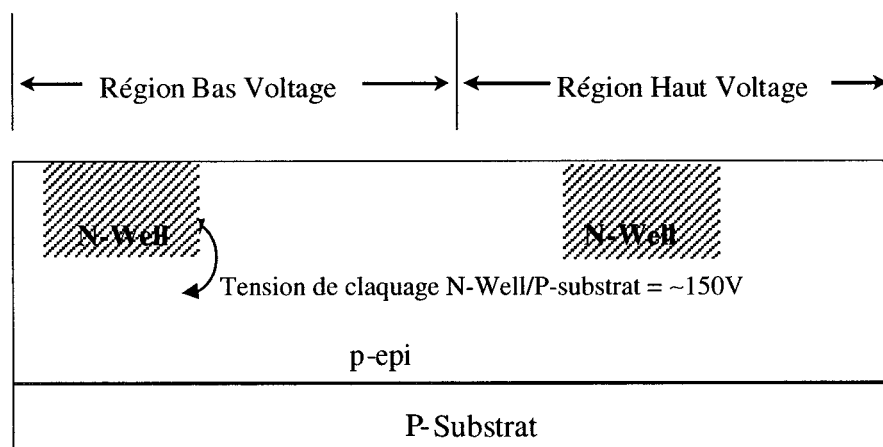 Région Bas Voltage
Région Haut Voltage
N-Well
N-Well
Tension de claquage N-Well/P-substrat = ~150V
p-epi
P-Substrat